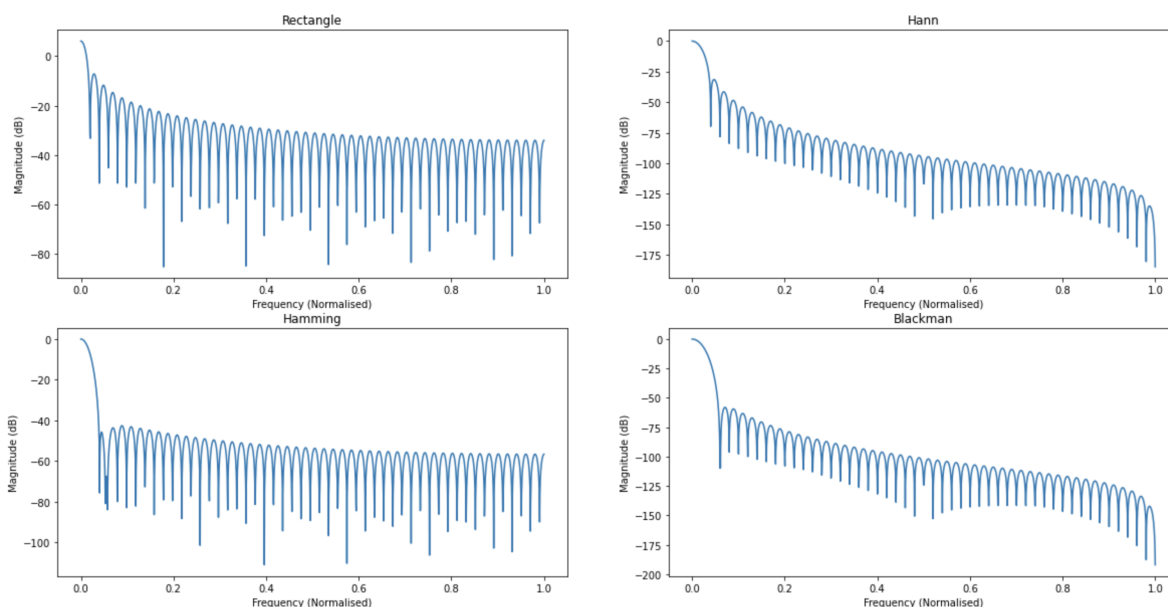 Rectangle
0
−20
−40
−60
−80
Magnitude (dB)
0.0 0.2 0.4 0.6 0.8 1.0
Frequency (Normalised)
Hann
0
−25
−50
−75
−100
−125
−150
−175
Magnitude (dB)
0.0 0.2 0.4 0.6 0.8 1.0
Frequency (Normalised)
Hamming
0
−20
−40
−60
−80
−100
Magnitude (dB)
0.0 0.2 0.4 0.6 0.8 1.0
Frequency (Normalised)
Blackman
0
−25
−50
−75
−100
−125
−150
−175
−200
Magnitude (dB)
0.0 0.2 0.4 0.6 0.8 1.0
Frequency (Normalised)